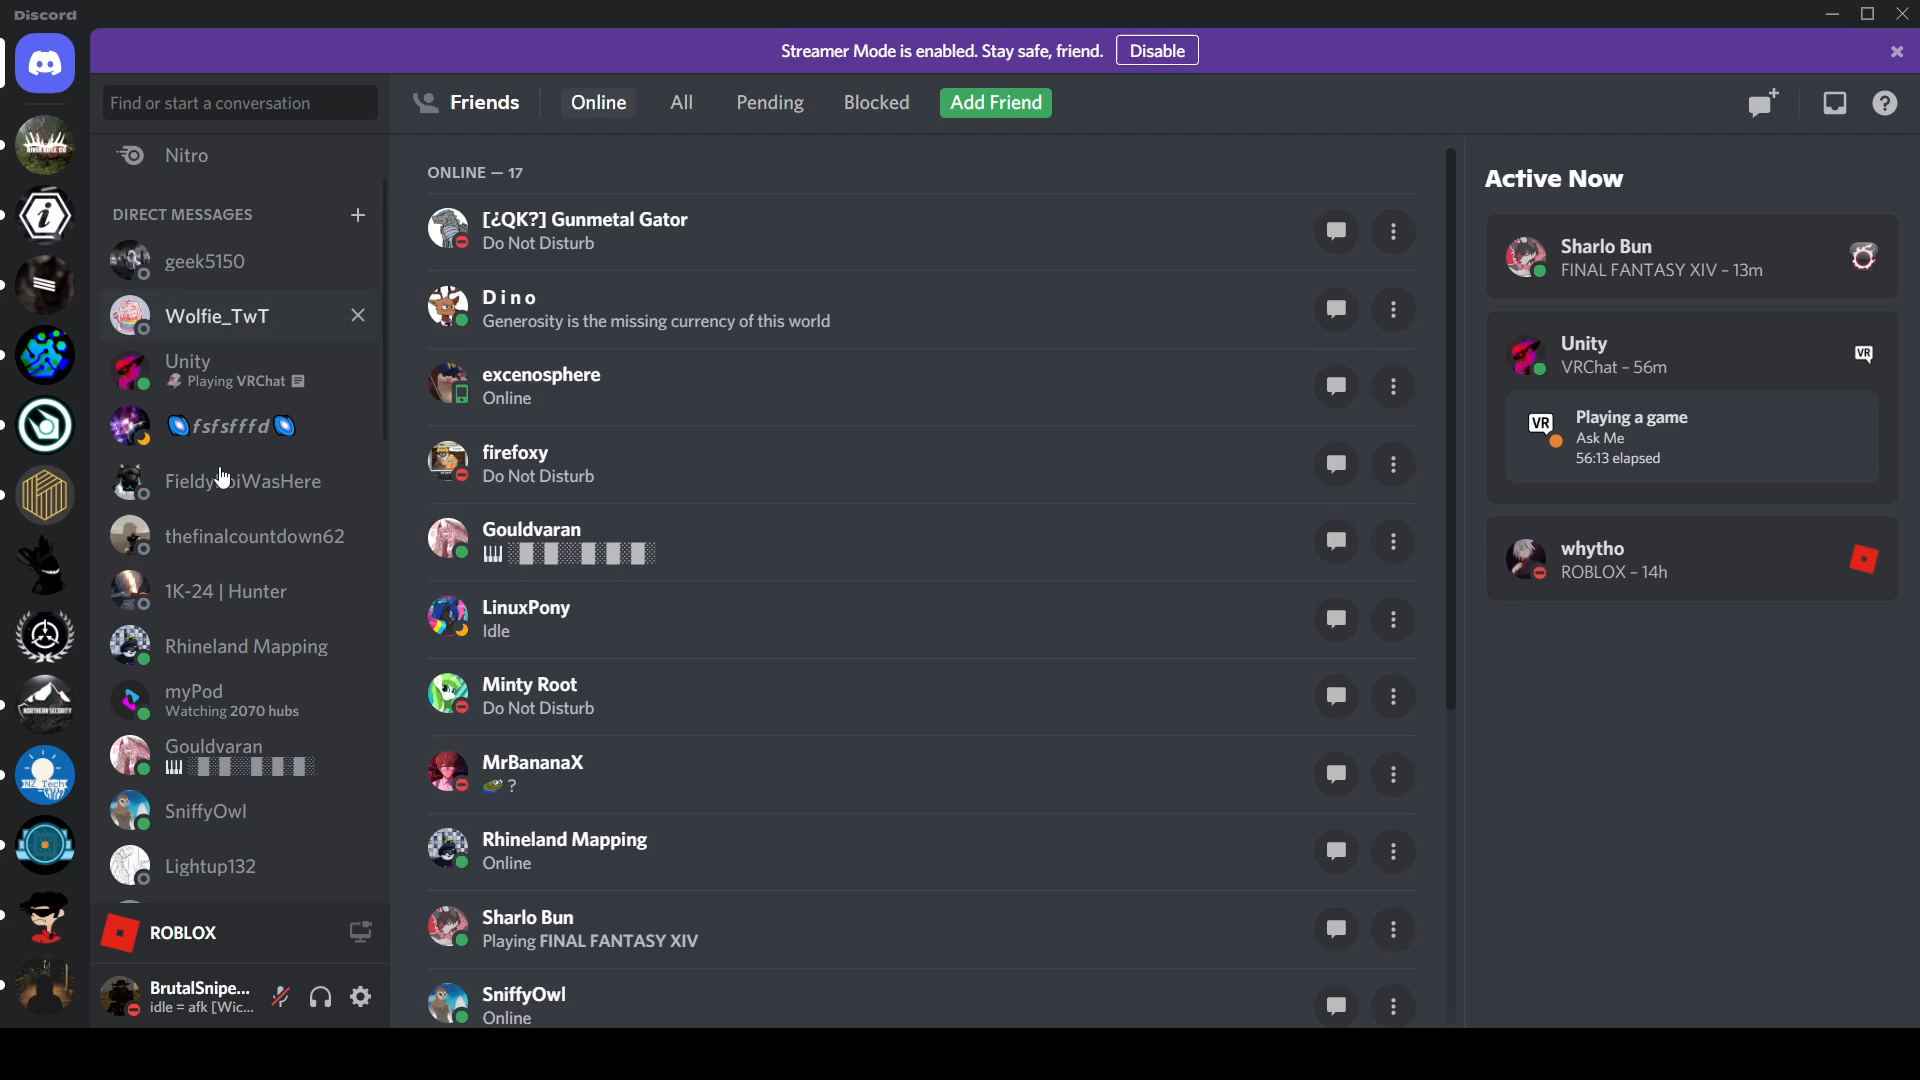 Discord
Streamer Mode is enabled. Stay safe, friend. Disable
Find or start a conversation
Friends Online All Pending Blocked Add Friend
Nitro
DIRECT MESSAGES
geek5150
Wolfie_TwT
Unity
Playing VRChat
fsfsfffd
thefinalcountdown62
1K-24 | Hunter
Rhineland Mapping
myPod
Watching 2070 hubs
Gouldvaran
SniffyOwl
Lightup132
ROBLOX
BrutalSnipe...
idle = afk [Wic...
ONLINE — 17
[¿QK?] Gunmetal Gator
Do Not Disturb
D i n o
Generosity is the missing currency of this world
excenosphere
Online
firefoxy
Do Not Disturb
Gouldvaran
LinuxPony
Idle
Minty Root
Do Not Disturb
MrBananaX
?
Rhineland Mapping
Online
Sharlo Bun
Playing FINAL FANTASY XIV
SniffyOwl
Online
Active Now
Sharlo Bun
FINAL FANTASY XIV - 13m
Unity
VRChat - 56m
VR
VR
Playing a game
Ask Me
56:13 elapsed
whytho
ROBLOX - 14h
NZ Tech
NORTHERN SECURITY